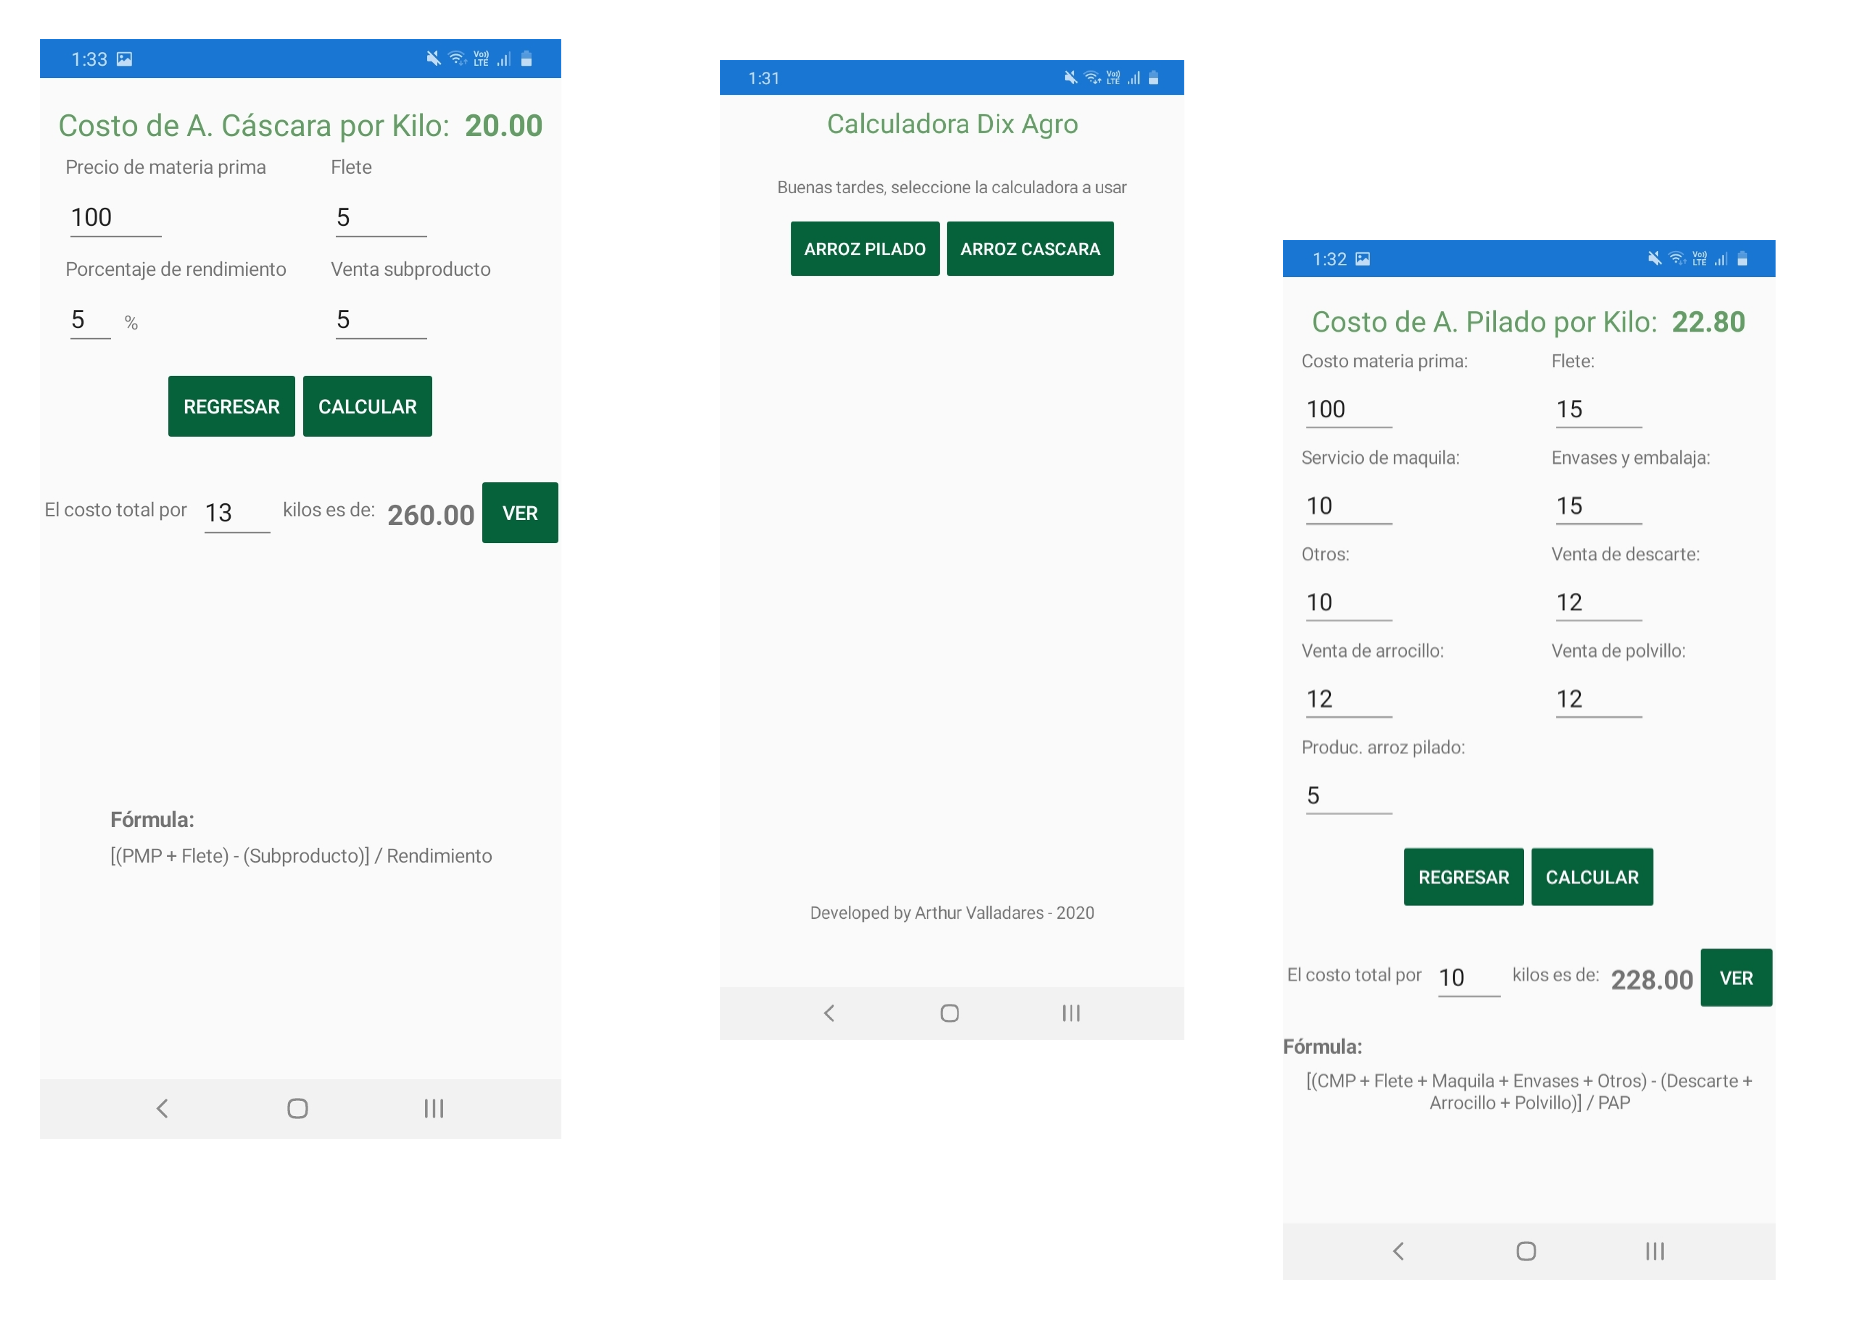 1:33
Costo de A. Cáscara por Kilo: 20.00
Precio de materia prima Flete
100 5
Porcentaje de rendimiento Venta subproducto
5 % 5
REGRESAR CALCULAR
El costo total por 13 kilos es de: 260.00 VER
Fórmula:
[(PMP + Flete) - (Subproducto)] / Rendimiento
1:31
Calculadora Dix Agro
Buenas tardes, seleccione la calculadora a usar
ARROZ PILADO ARROZ CASCARA
Developed by Arthur Valladares - 2020
1:32
Costo de A. Pilado por Kilo: 22.80
Costo materia prima: Flete:
100 15
Servicio de maquila: Envases y embalaja:
10 15
Otros: Venta de descarte:
10 12
Venta de arrocillo: Venta de polvillo:
12 12
Produc. arroz pilado:
5
REGRESAR CALCULAR
El costo total por 10 kilos es de: 228.00 VER
Fórmula:
[(CMP + Flete + Maquila + Envases + Otros) - (Descarte +
Arrocillo + Polvillo)] / PAP